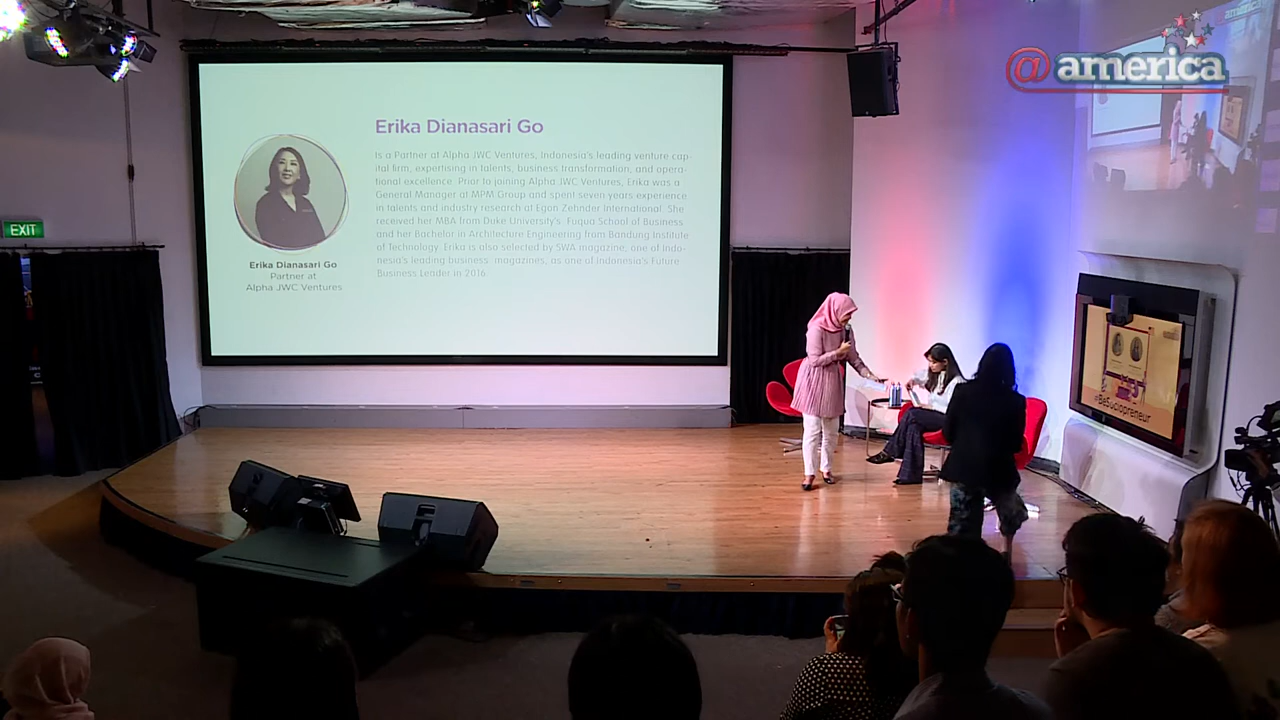 @america
Erika Dianasari Go
Is a Partner at Alpha JWC Ventures, Indonesia's leading venture cap-
ital firm, expertising in talents, business transformation, and opera-
tional excellence. Prior to joining Alpha JWC Ventures, Erika was a
General Manager at MPM Group and spent seven years experience
in talents and industry research at Egon Zehnder International. She
received her MBA from Duke University's Fuqua School of Business
and her Bachelor in Architecture Engineering from Bandung Institute
of Technology. Erika is also selected by SWA magazine, one of Indo-
nesia's leading business magazines, as one of Indonesia's Future
Business Leader in 2016.
Erika Dianasari Go
Partner at
Alpha JWC Ventures
EXIT
#BeSociopreneur